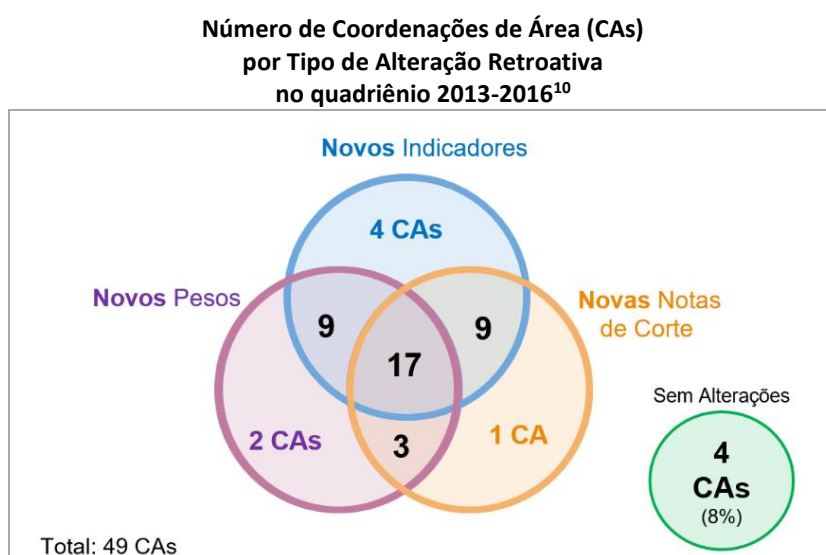 Número de Coordenações de Área (CAs)
por Tipo de Alteração Retroativa
no quadriênio 2013-2016¹⁰
Novos Indicadores
4 CAs
Novos Pesos
Novas Notas
de Corte
9
9
17
2 CAs
3
1 CA
Sem Alterações
4
CAs
(8%)
Total: 49 CAs